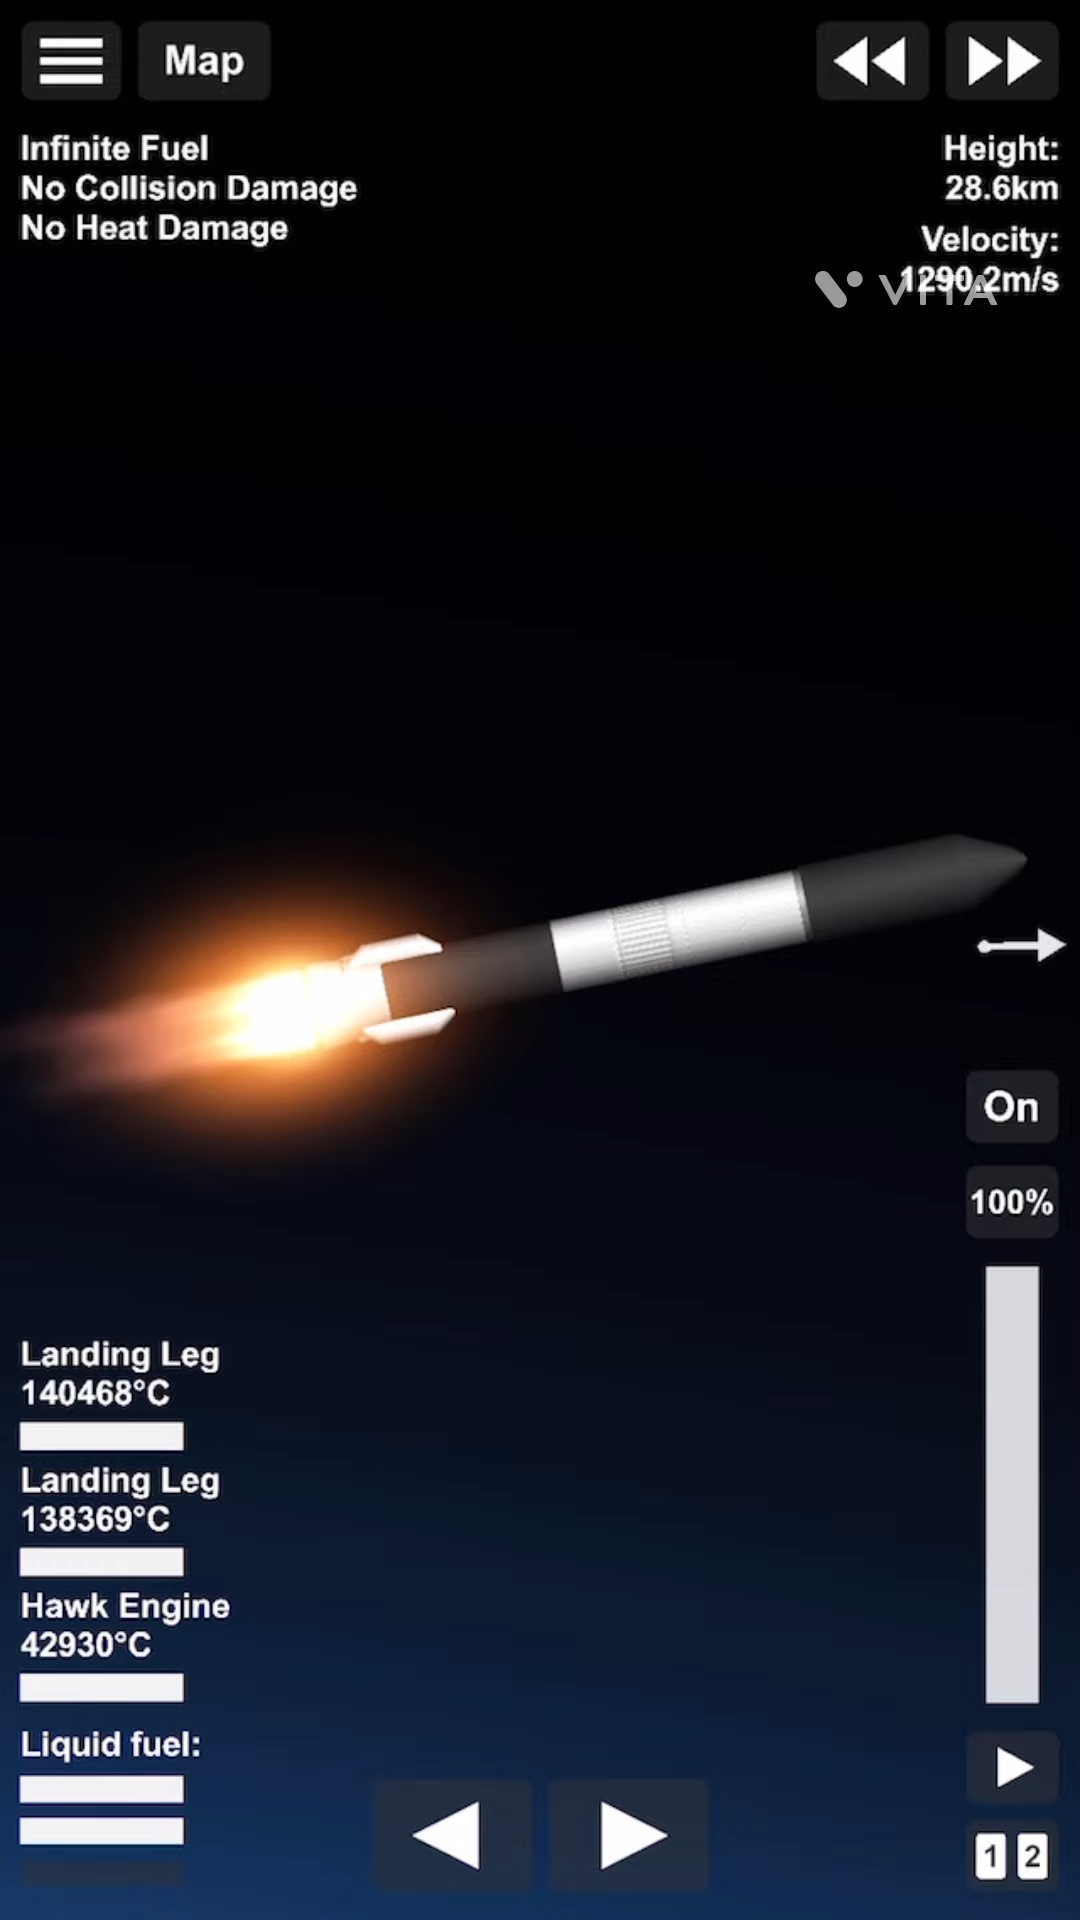 Map
Infinite Fuel
No Collision Damage
No Heat Damage
Height:
28.6km
Velocity:
1290.2m/s
VITA
On
100%
Landing Leg
140468°C
Landing Leg
138369°C
Hawk Engine
42930°C
Liquid fuel:
1 2